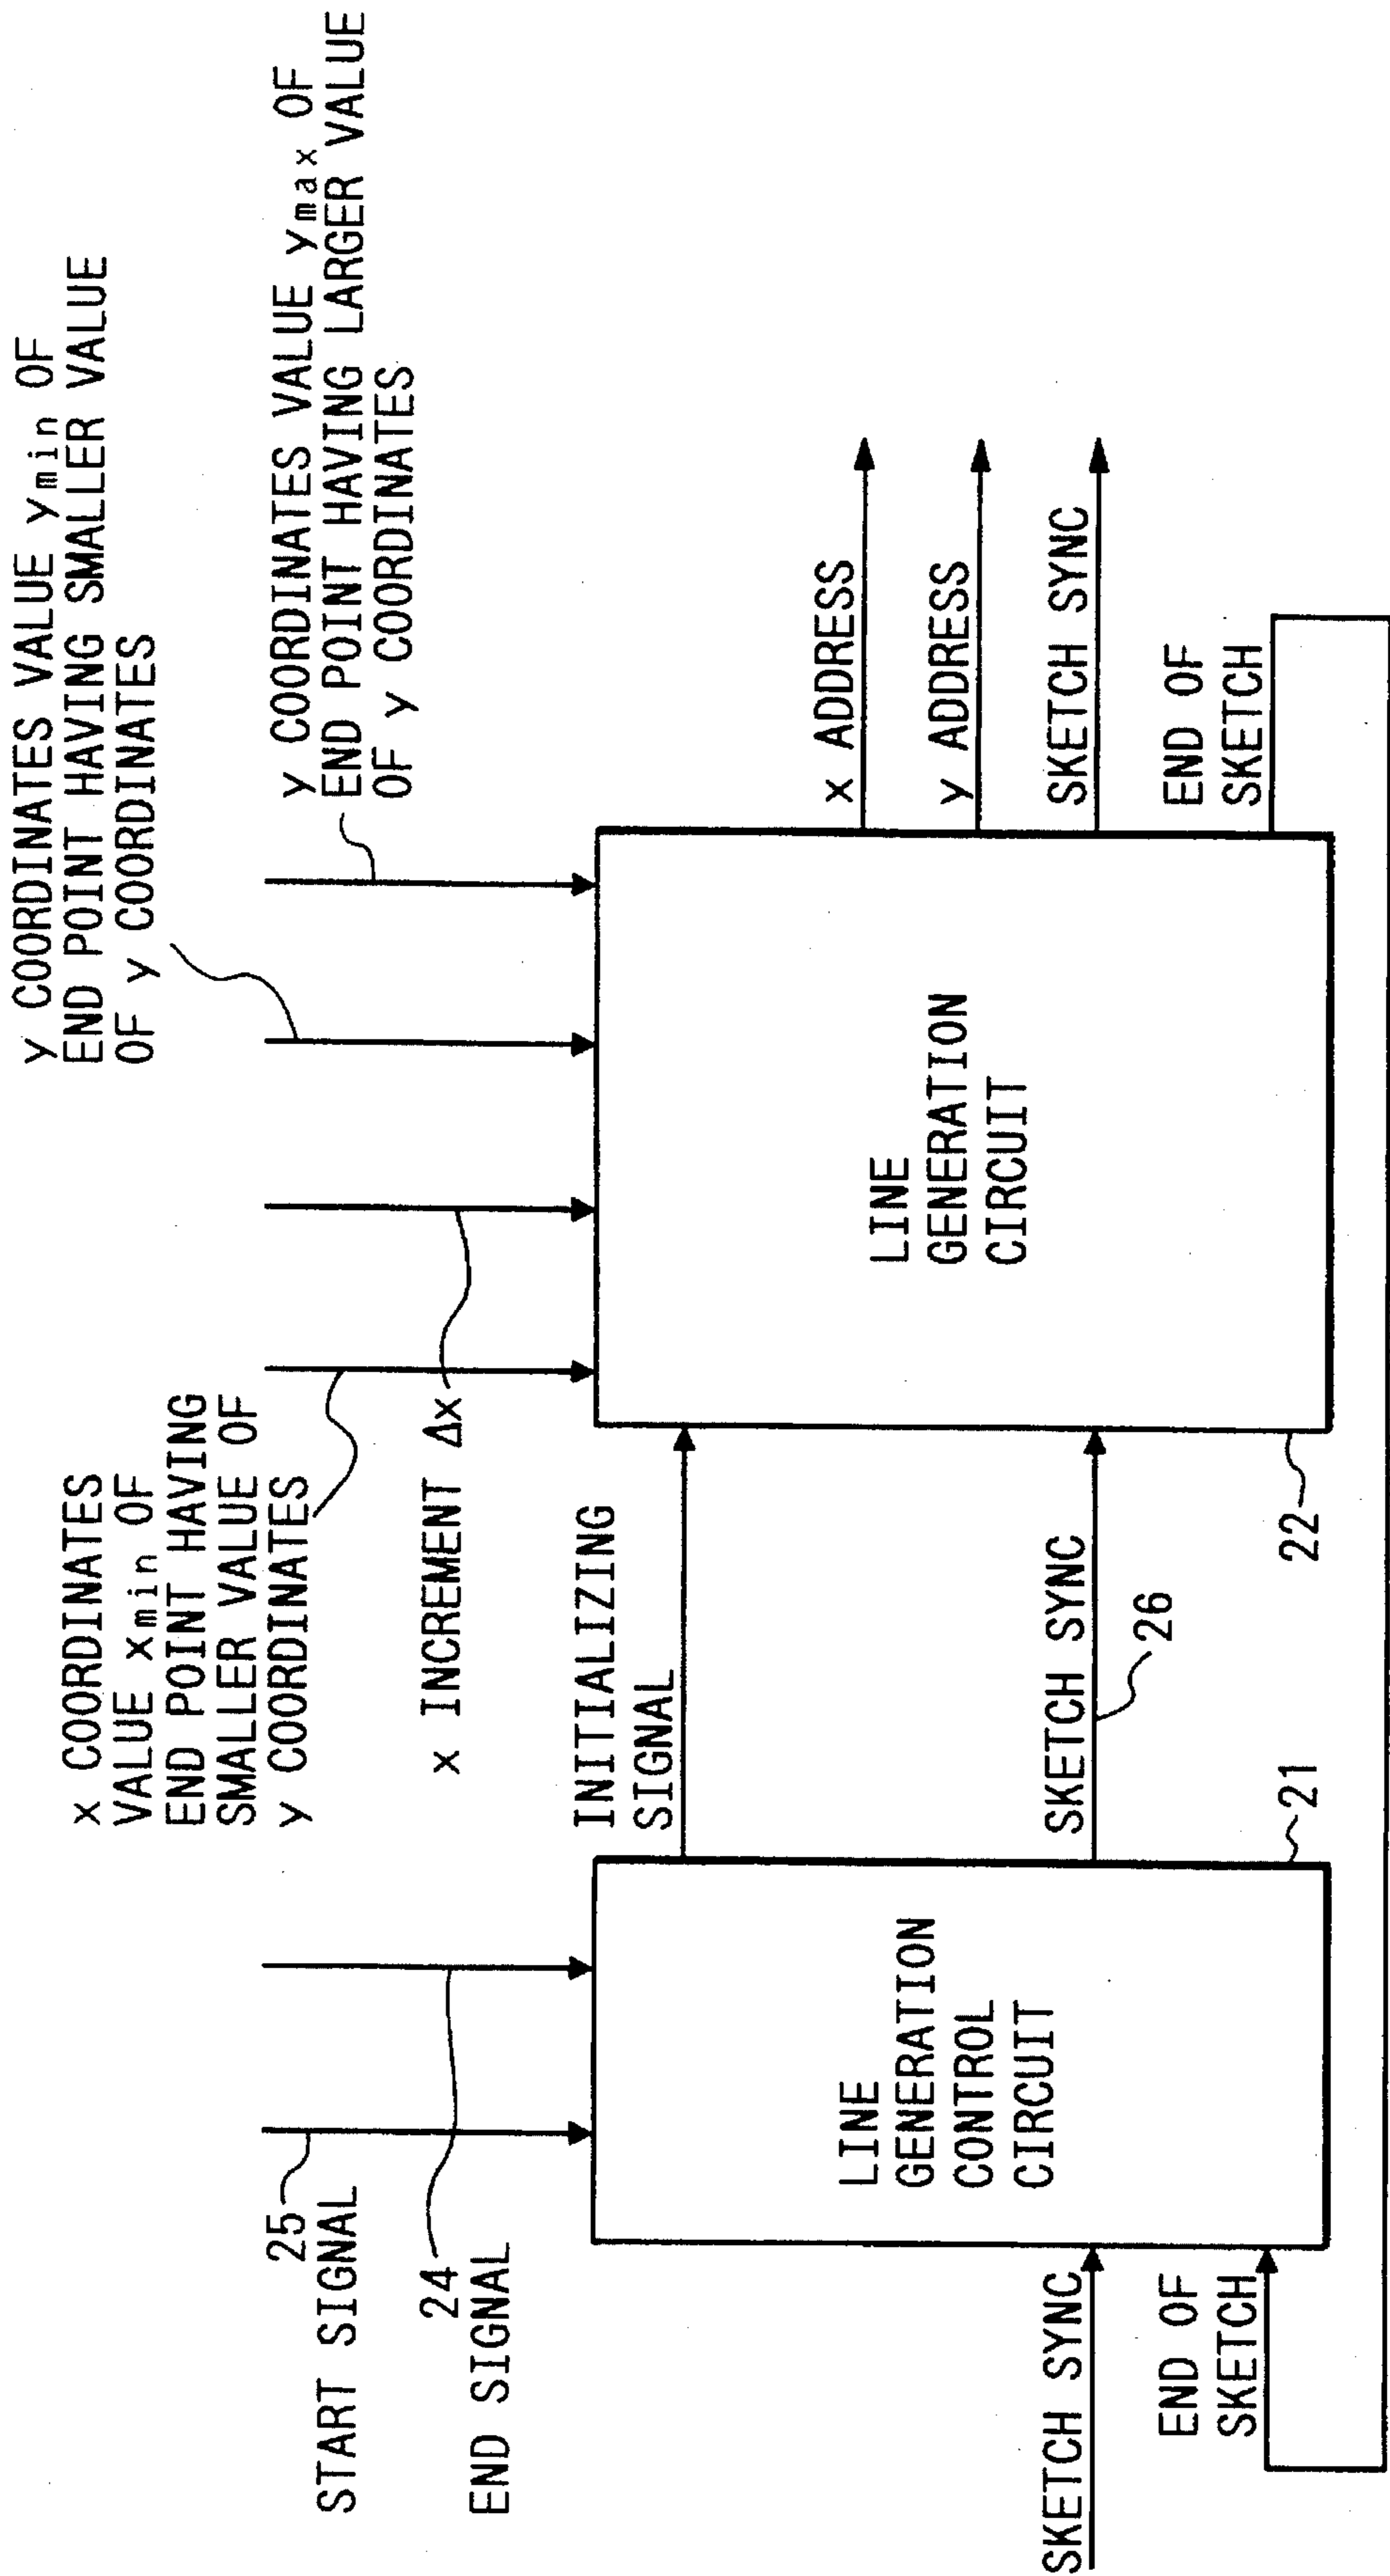 y COORDINATES VALUE ymin OF
END POINT HAVING SMALLER VALUE
OF y COORDINATES
x COORDINATES
VALUE xmin OF
END POINT HAVING
SMALLER VALUE OF
y COORDINATES
y COORDINATES VALUE ymax OF
END POINT HAVING LARGER VALUE
OF y COORDINATES
25
START SIGNAL
24
END SIGNAL
x INCREMENT Δx
INITIALIZING
SIGNAL
LINE
GENERATION
CONTROL
CIRCUIT
LINE
GENERATION
CIRCUIT
x ADDRESS
y ADDRESS
SKETCH SYNC
END OF
SKETCH
SKETCH SYNC
26
SKETCH SYNC
END OF
SKETCH
21
22